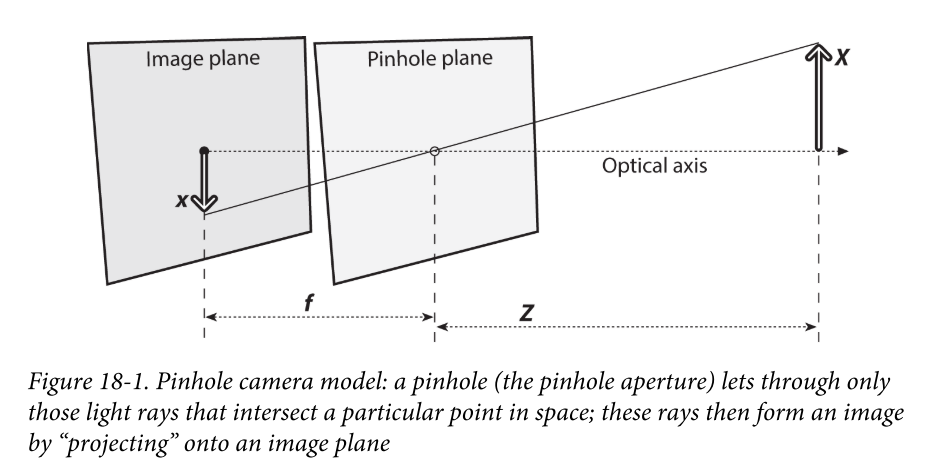 Image plane
Pinhole plane
X
Optical axis
x
f
Z
Figure 18-1. Pinhole camera model: a pinhole (the pinhole aperture) lets through only
those light rays that intersect a particular point in space; these rays then form an image
by “projecting” onto an image plane